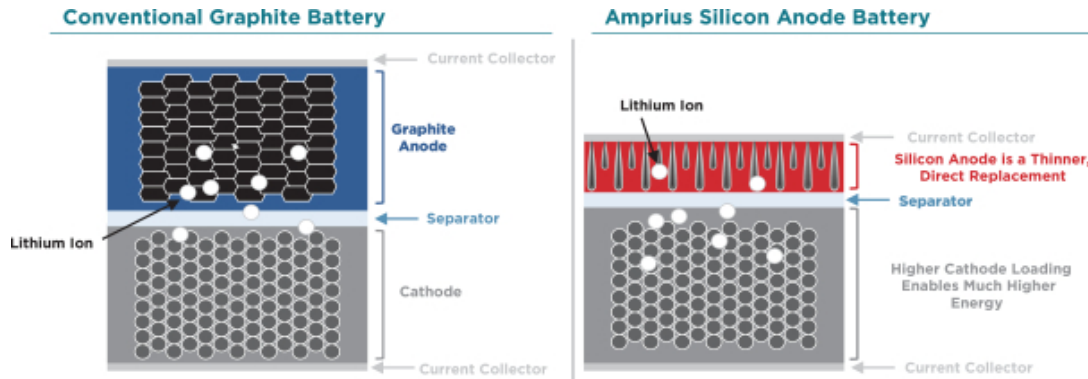 Conventional Graphite Battery
Current Collector
Graphite
Anode
Separator
Lithium Ion
Cathode
Current Collector
Amprius Silicon Anode Battery
Lithium Ion
Current Collector
Silicon Anode is a Thinner,
Direct Replacement
Separator
Higher Cathode Loading
Enables Much Higher
Energy
Current Collector